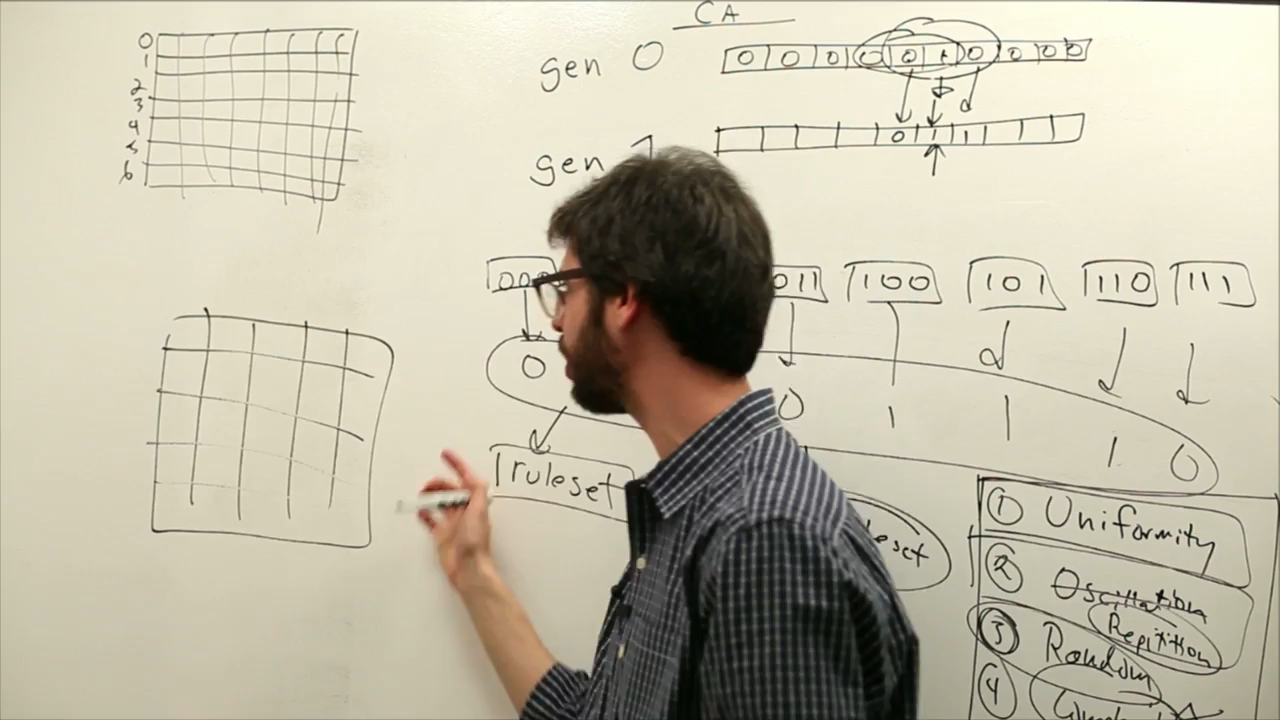 CA
gen 0
0 0 0 0 0 1 0 0 0 0
gen 1
0 1 1
0
1
2
3
4
5
6
000 011 100 101 110 111
0 0 1 1 1 0
ruleset
① Uniformity
② Oscillation
Repitition
③ Random
④